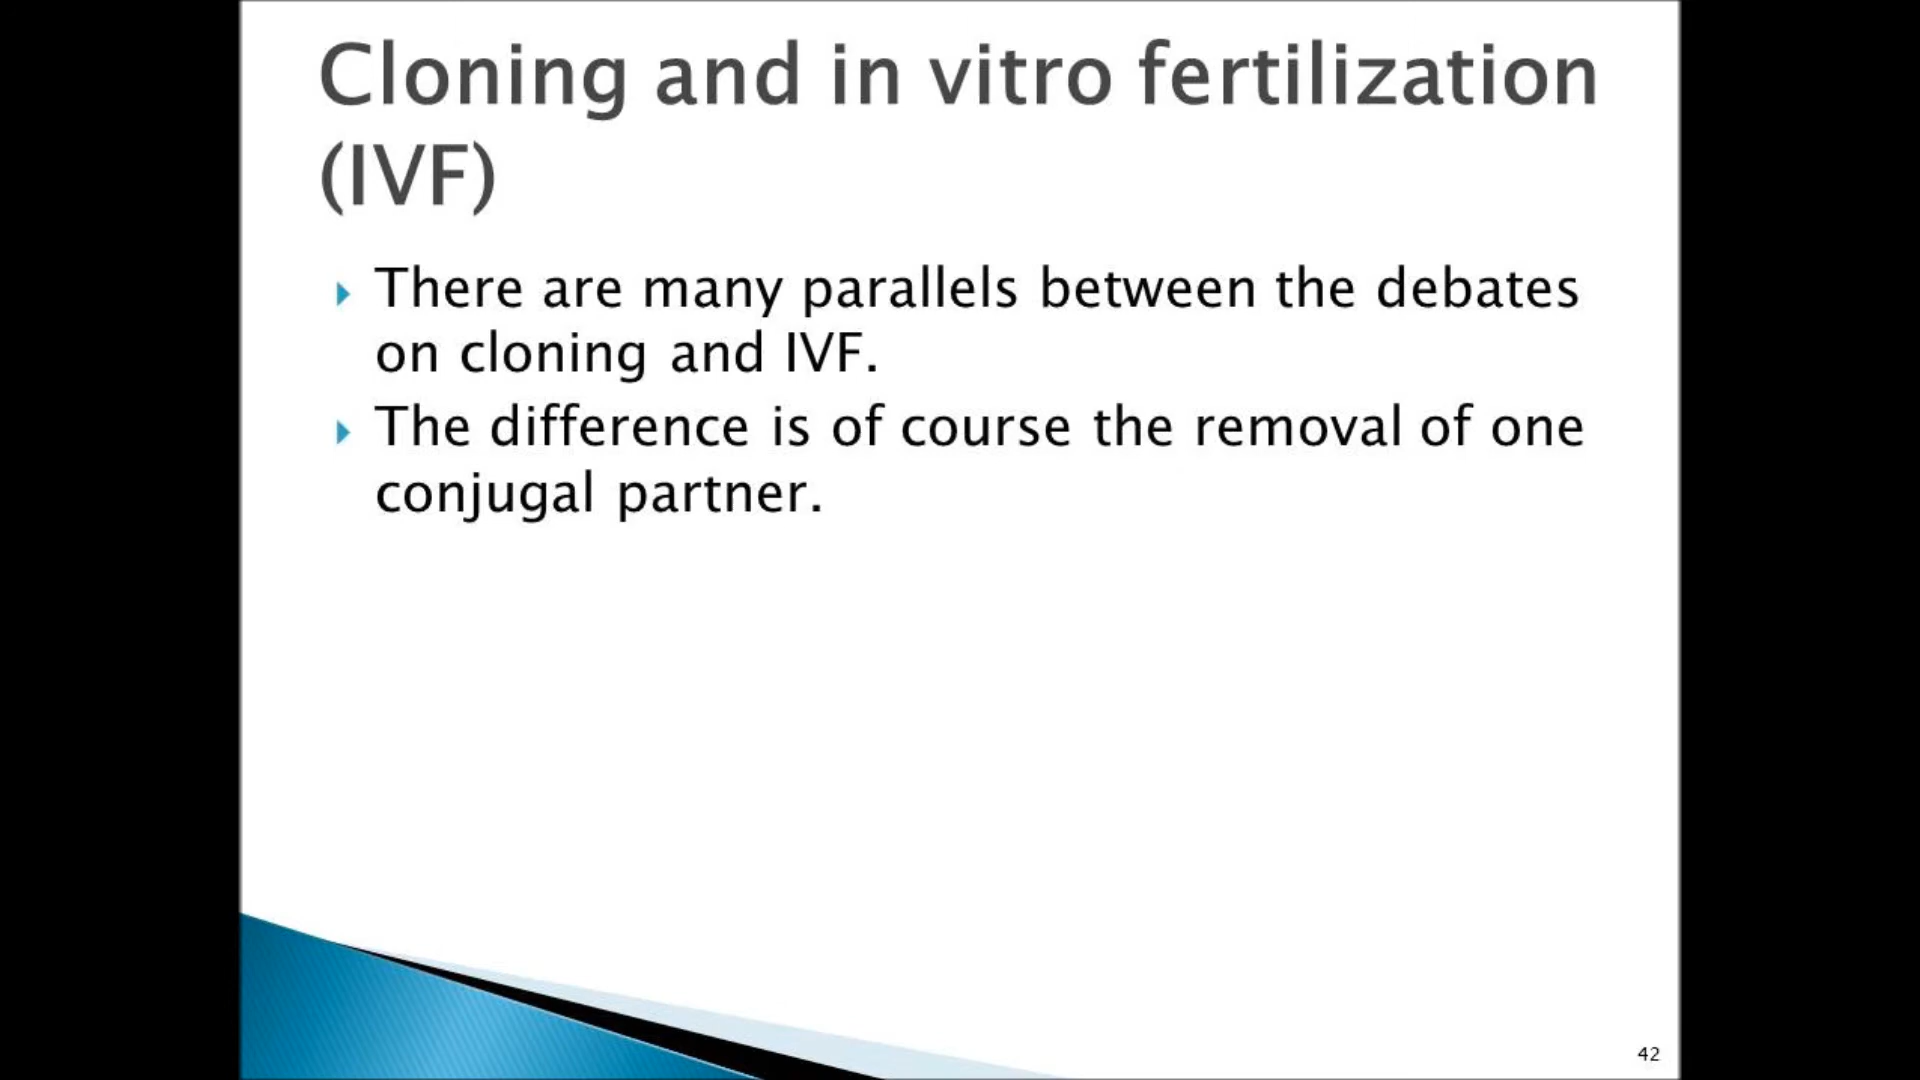 Cloning and in vitro fertilization
(IVF)
There are many parallels between the debates
on cloning and IVF.
The difference is of course the removal of one
conjugal partner.
42